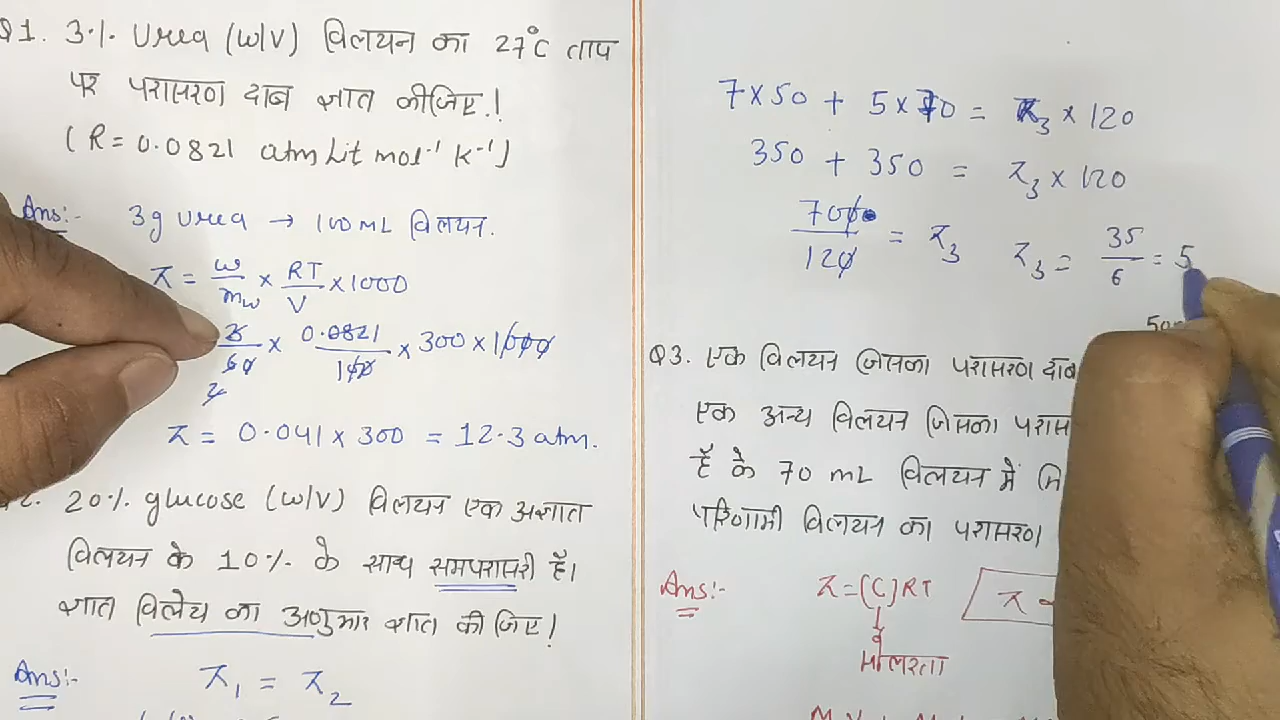 Q1. 3% Urea (W/V) विलयन का 27°C ताप
पर परासरण दाब ज्ञात कीजिए!
(R = 0.0821 atm Lit mol⁻¹ K⁻¹)
Ans:- 3g Urea → 100 mL विलयन.
π = w/mw × RT/V × 1000
3/60 × 0.0821/100 × 300 × 1000
2
π = 0.041 × 300 = 12.3 atm.
20% glucose (W/V) विलयन एक अज्ञात
विलयन के 10% के साथ समपरासरी है।
ज्ञात विलेय का अणुभार ज्ञात कीजिए!
Ans:- π₁ = π₂
7×50 + 5×70 = π₃ × 120
350 + 350 = π₃ × 120
700/120 = π₃ π₃ = 35/6 = 5
Q3. एक विलयन जिसका परासरण दाब
एक अन्य विलयन जिसका
है के 70 mL विलयन में
परिणामी विलयन का परासरण
Ans:- π = (C)RT
मोलरता